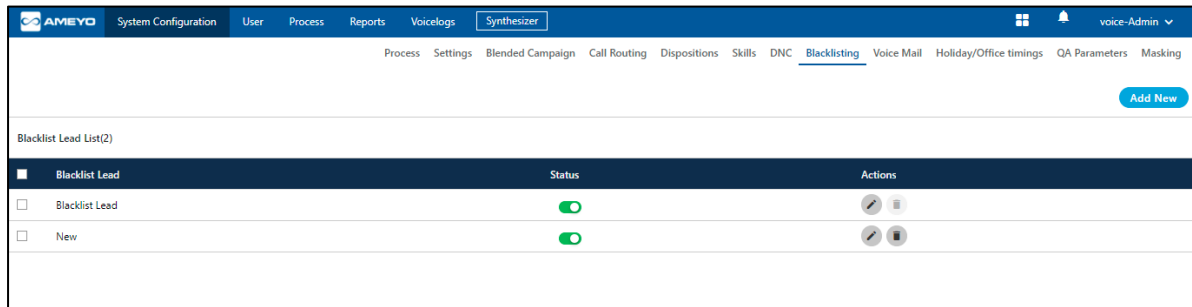 AMEYO System Configuration User Process Reports Voicelogs Synthesizer voice-Admin
Process Settings Blended Campaign Call Routing Dispositions Skills DNC Blacklisting Voice Mail Holiday/Office timings QA Parameters Masking
Add New
Blacklist Lead List(2)
Blacklist Lead Status Actions
Blacklist Lead
New